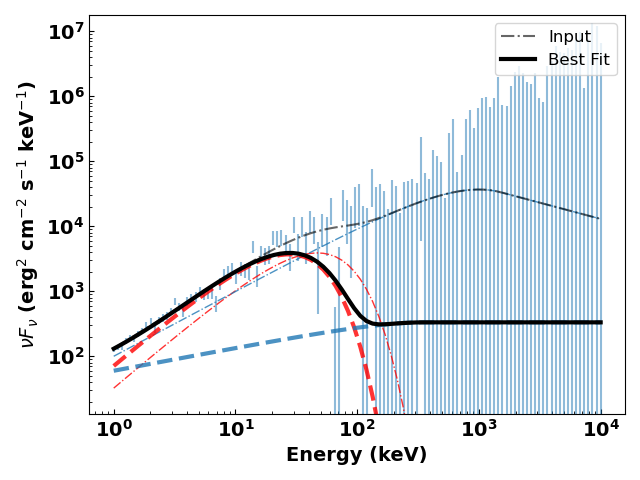 Input
Best Fit
νFν (erg² cm⁻² s⁻¹ keV⁻¹)
10⁷
10⁶
10⁵
10⁴
10³
10²
10⁰ 10¹ 10² 10³ 10⁴
Energy (keV)